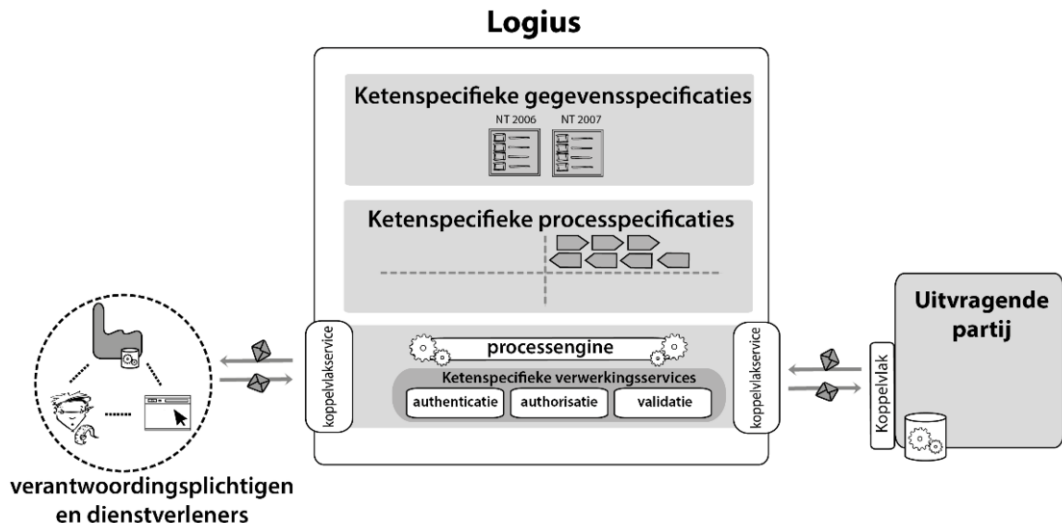 Logius
Ketenspecifieke gegevensspecificaties
NT 2006 NT 2007
Ketenspecifieke processpecificaties
koppelvlakservice
processengine
Ketenspecifieke verwerkingsservices
authenticatie authorisatie validatie
koppelvlakservice
Koppelvlak
Uitvragende
partij
verantwoordingsplichtigen
en dienstverleners